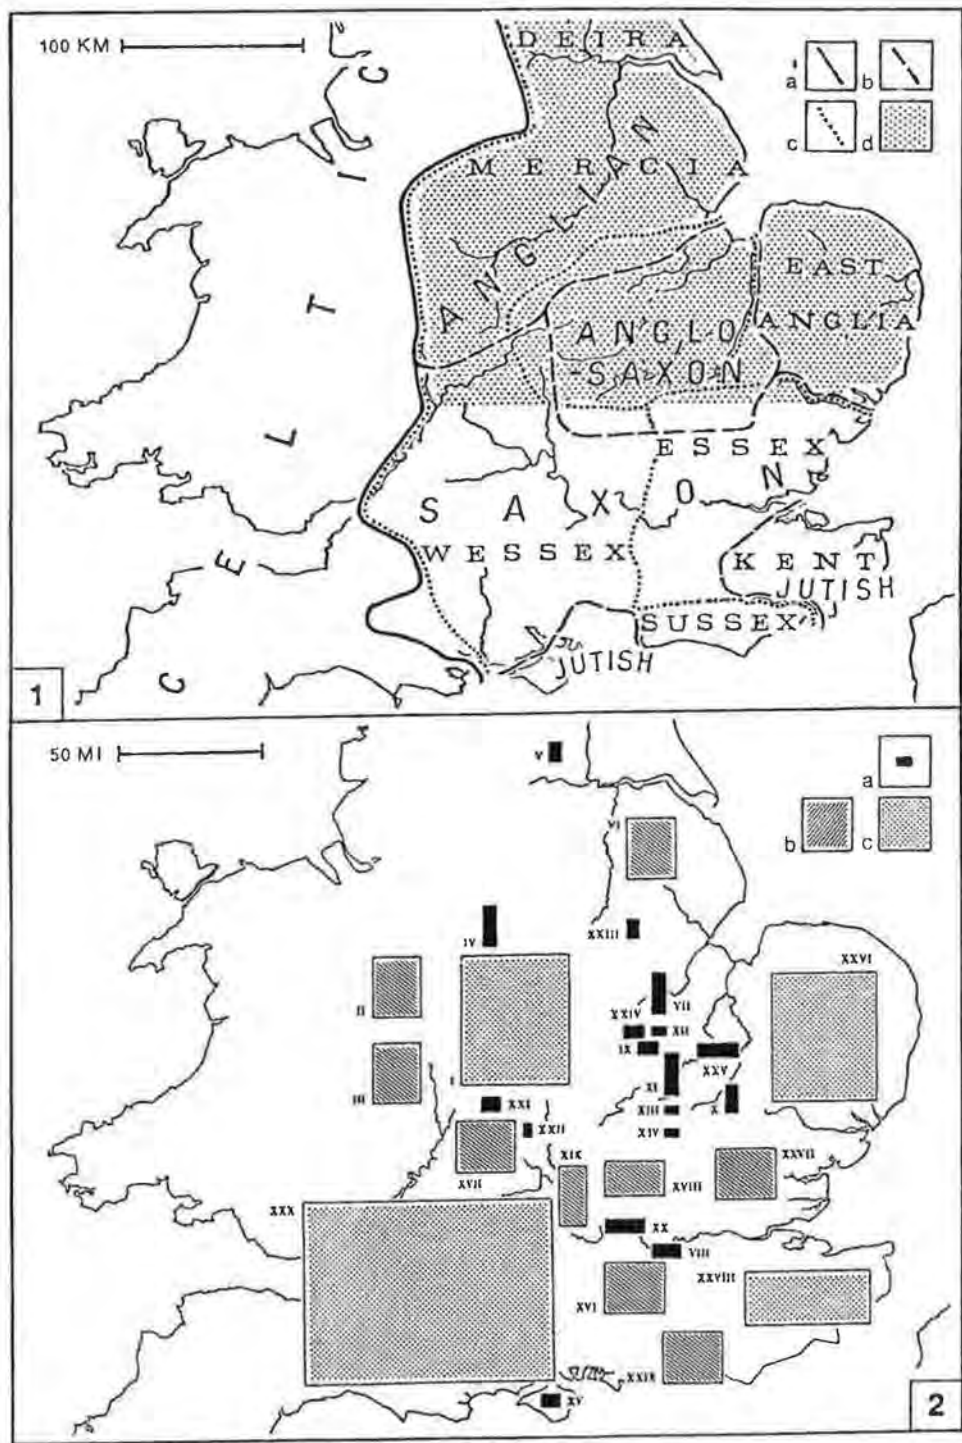 100 KM
DEIRA
a
b
c
d
MERACIA
ANGLIAN
CELTIC
EAST
ANGLIA
ANGLO
-SAXON
ESSEX
SAXON
WESSEX
KENT
JUTISH
SUSSEX
JUTISH
1
50 MI
V
a
VI
b
c
IV
XXIII
XXVI
II
XXIV
VII
XII
IX
III
I
XI
XXV
XXI
XIII
X
XXII
XIV
XIX
XVII
XVIII
XXVII
XXX
XX
VIII
XXVIII
XVI
XXIX
XV
2